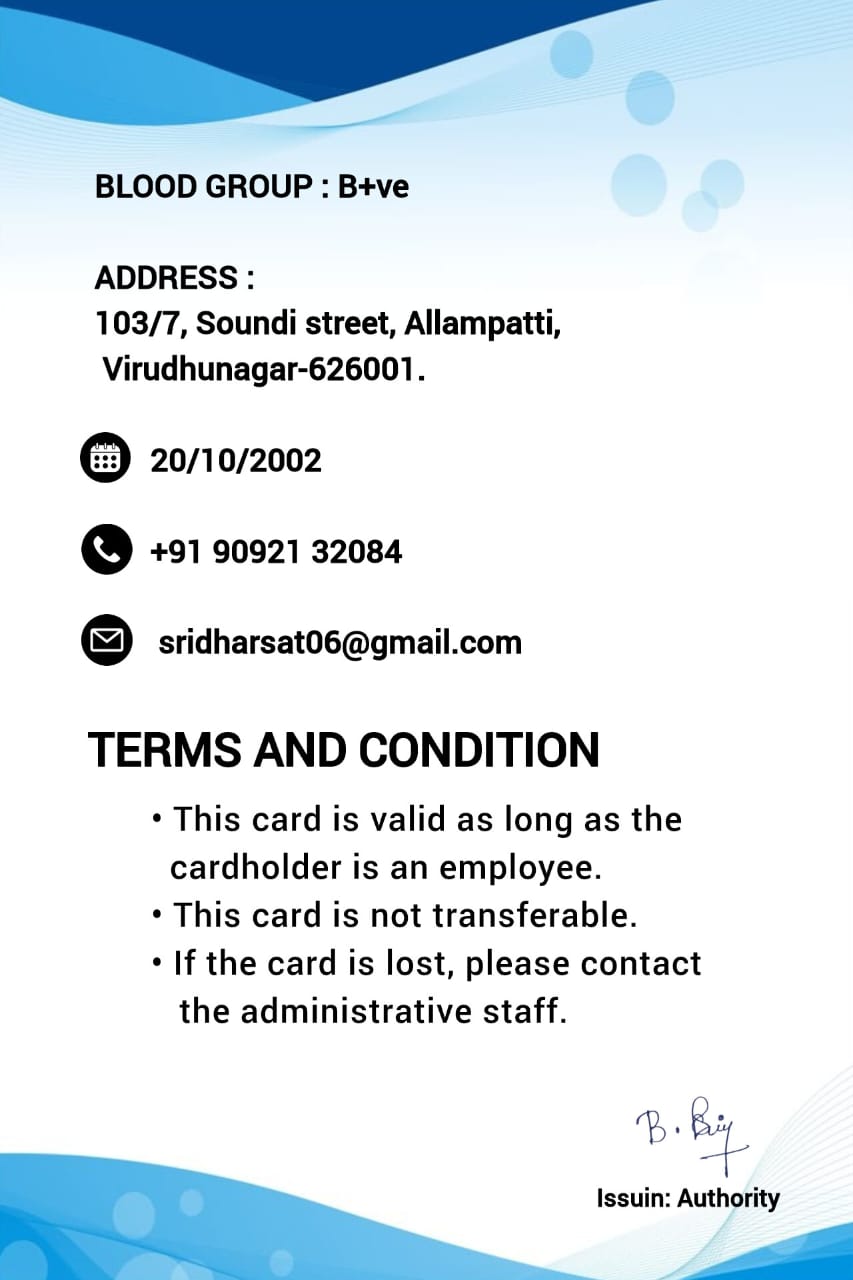 BLOOD GROUP : B+ve
ADDRESS :
103/7, Soundi street, Allampatti,
Virudhunagar-626001.
20/10/2002
+91 90921 32084
sridharsat06@gmail.com
TERMS AND CONDITION
• This card is valid as long as the
cardholder is an employee.
• This card is not transferable.
• If the card is lost, please contact
the administrative staff.
Issuin: Authority